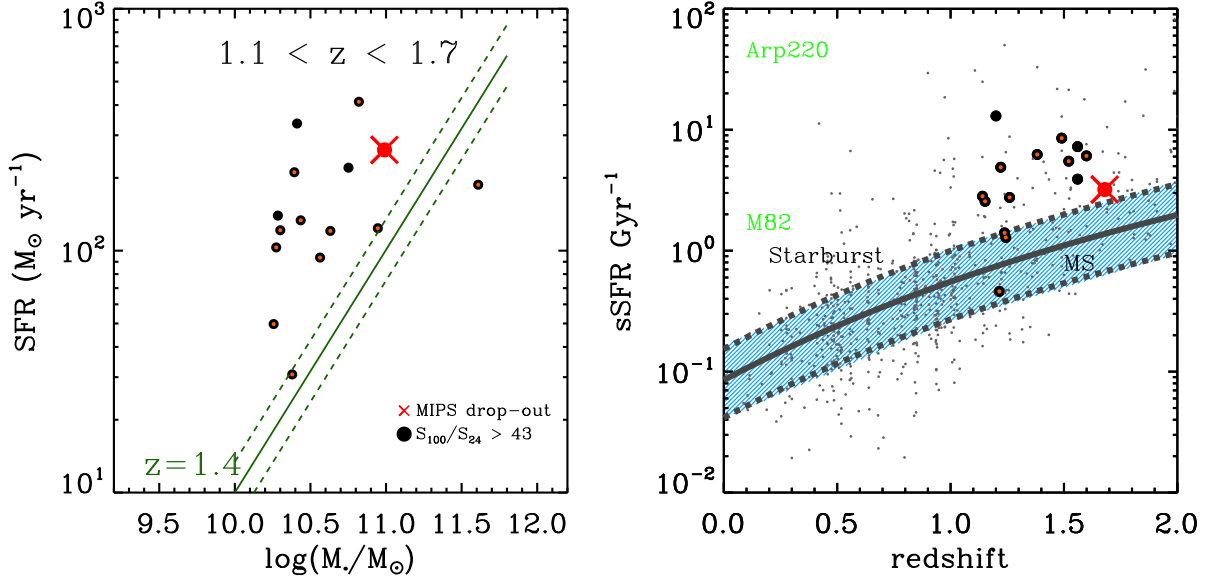 10³
10²
10¹
SFR (M⊙ yr⁻¹)
1.1 < z < 1.7
MIPS drop-out
S₁₀₀/S₂₄ > 43
z=1.4
9.5 10.0 10.5 11.0 11.5 12.0
log(M⋆/M⊙)
10²
10¹
10⁰
10⁻¹
10⁻²
sSFR Gyr⁻¹
Arp220
M82
Starburst
MS
0.0 0.5 1.0 1.5 2.0
redshift